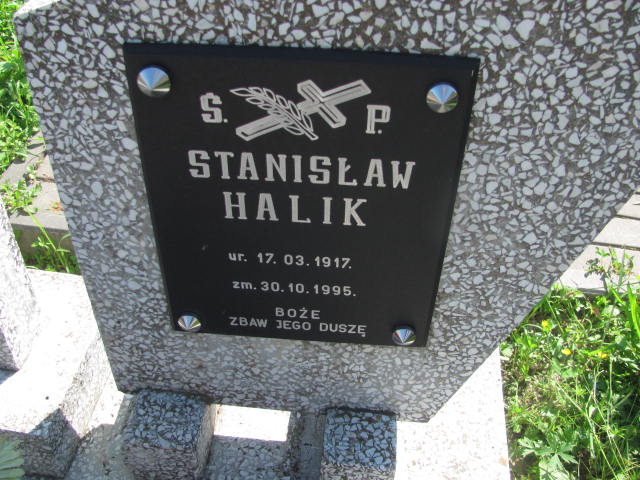 Ś. P.
STANISŁAW
HALIK
ur. 17. 03. 1917.
zm. 30. 10. 1995.
BOŻE
ZBAW JEGO DUSZĘ